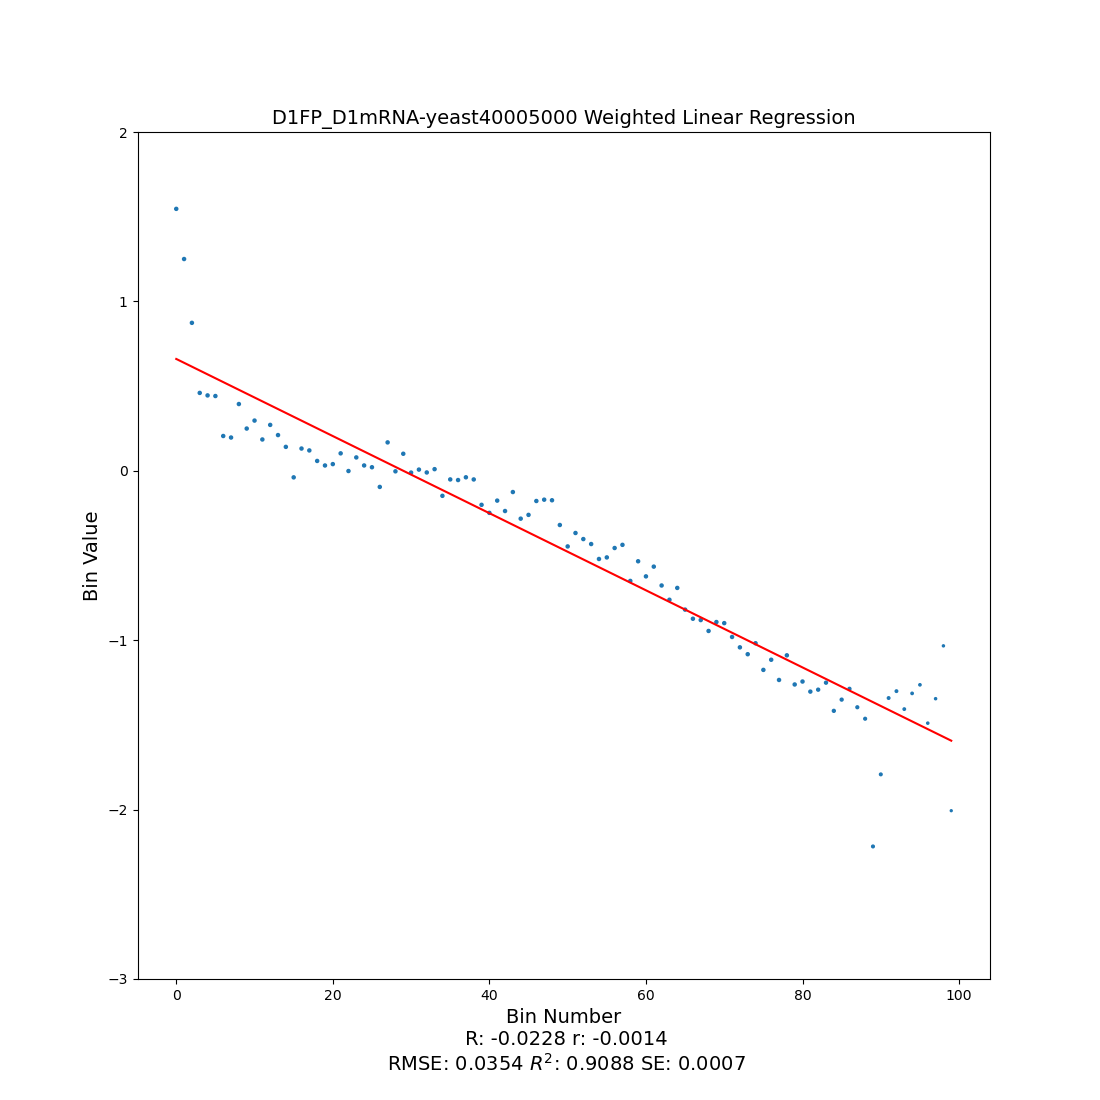 D1FP_D1mRNA-yeast40005000 Weighted Linear Regression
2
1
0
−1
−2
−3
Bin Value
0 20 40 60 80 100
Bin Number
R: -0.0228 r: -0.0014
RMSE: 0.0354 R²: 0.9088 SE: 0.0007